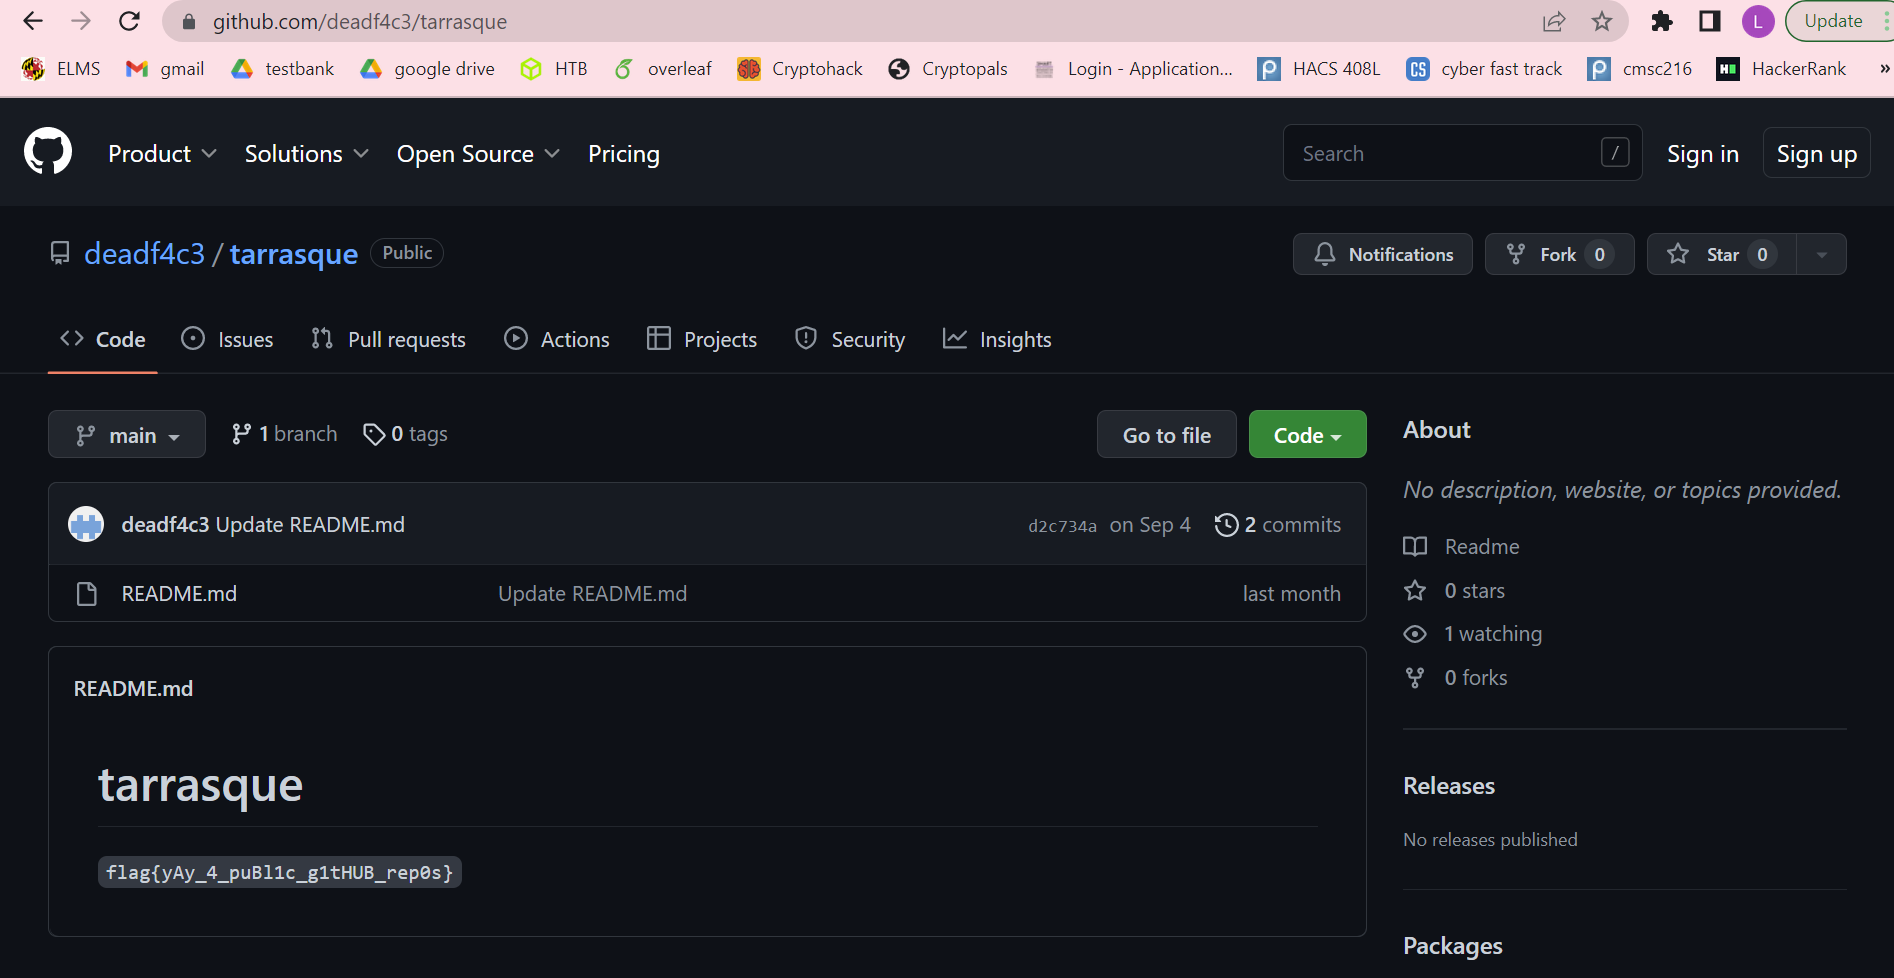 github.com/deadf4c3/tarrasque
L
Update
ELMS gmail testbank google drive HTB overleaf Cryptohack Cryptopals Login - Application... HACS 408L CS cyber fast track cmsc216 HackerRank »
Product Solutions Open Source Pricing Search / Sign in Sign up
deadf4c3 / tarrasque Public Notifications Fork 0 Star 0
Code Issues Pull requests Actions Projects Security Insights
main 1 branch 0 tags Go to file Code
deadf4c3 Update README.md d2c734a on Sep 4 2 commits
README.md Update README.md last month
README.md
tarrasque
flag{yAy_4_puBl1c_g1tHUB_rep0s}
About
No description, website, or topics provided.
Readme
0 stars
1 watching
0 forks
Releases
No releases published
Packages